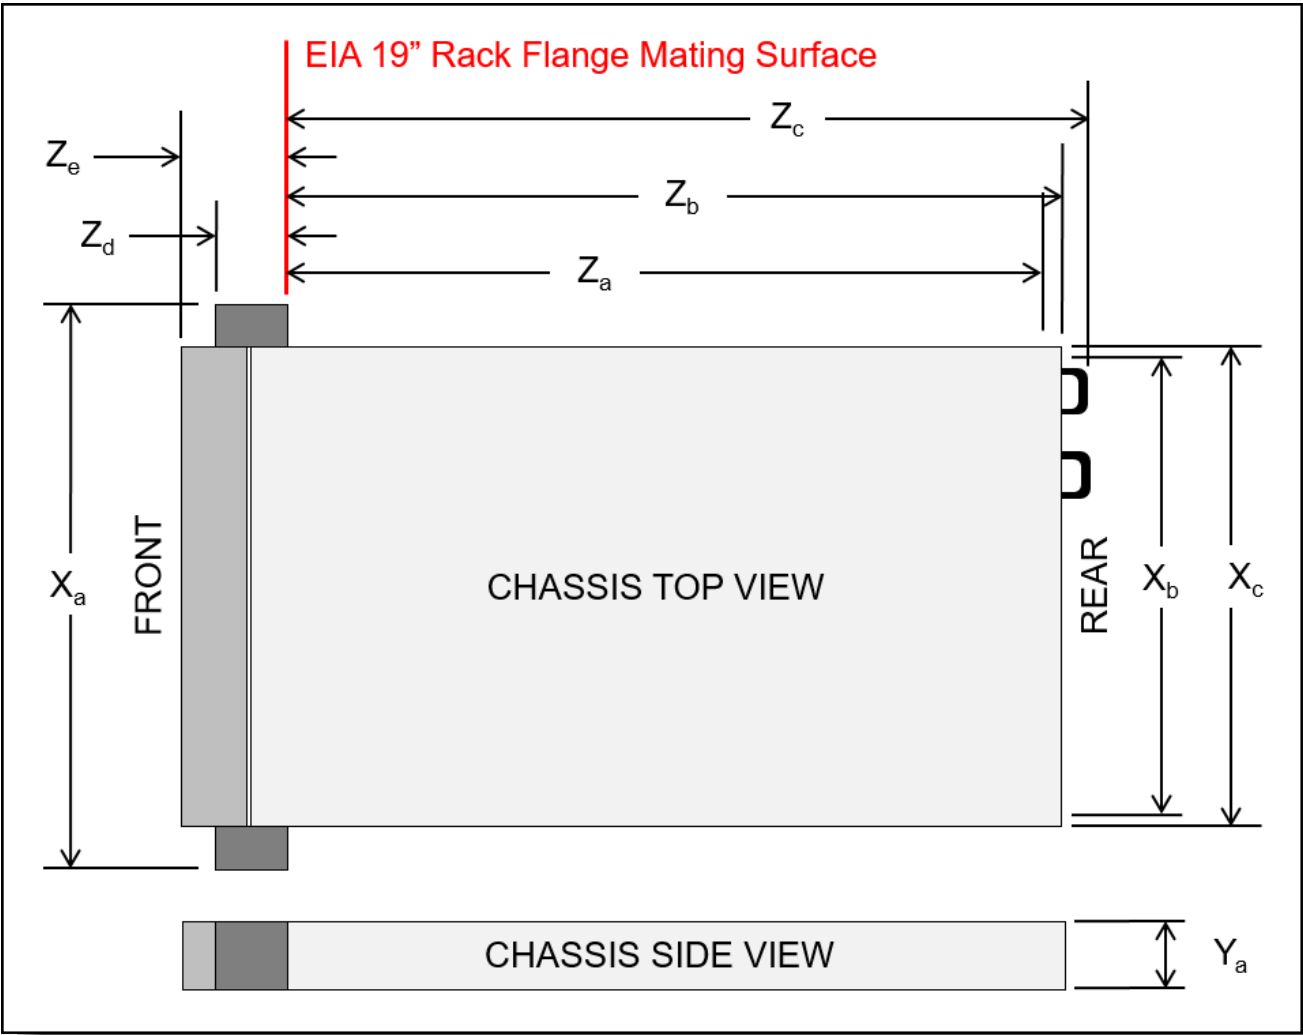 EIA 19” Rack Flange Mating Surface
Zc
Ze
Zb
Zd
Za
Xa
FRONT
CHASSIS TOP VIEW
REAR
Xb
Xc
CHASSIS SIDE VIEW
Ya